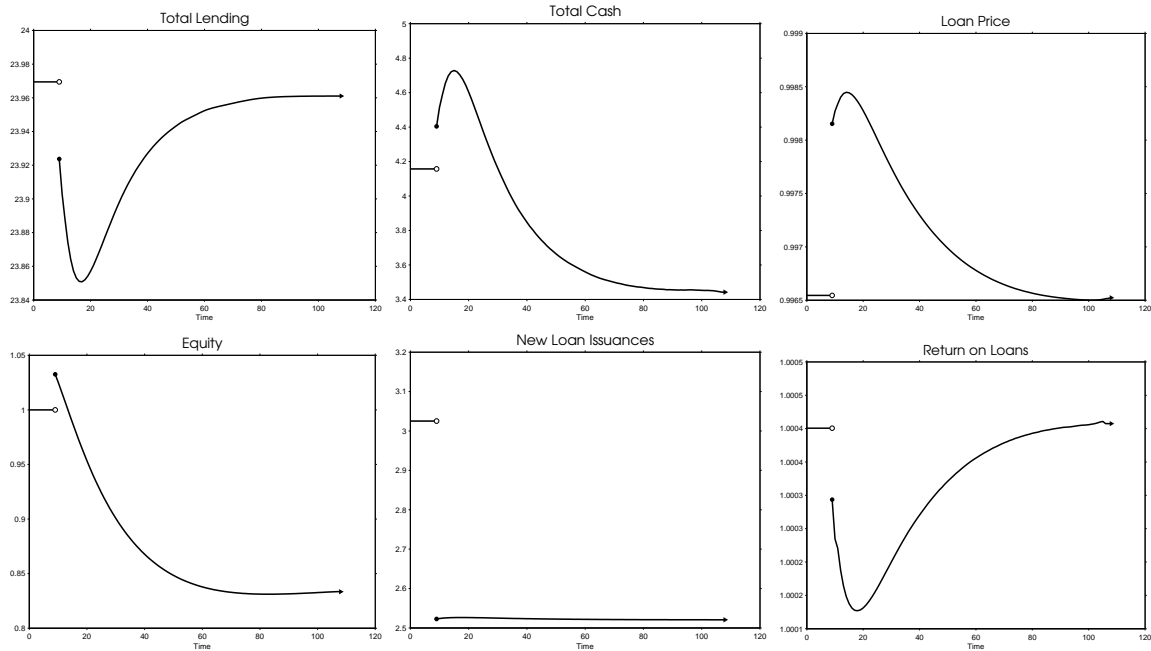 Total Lending
24
23.98
23.96
23.94
23.92
23.9
23.88
23.86
23.84
0 20 40 60 80 100 120
Time
Total Cash
5
4.8
4.6
4.4
4.2
4
3.8
3.6
3.4
0 20 40 60 80 100 120
Time
Loan Price
0.999
0.9985
0.998
0.9975
0.997
0.9965
0 20 40 60 80 100 120
Time
Equity
1.05
1
0.95
0.9
0.85
0.8
0 20 40 60 80 100 120
Time
New Loan Issuances
3.2
3.1
3
2.9
2.8
2.7
2.6
2.5
0 20 40 60 80 100 120
Time
Return on Loans
1.0005
1.0005
1.0004
1.0004
1.0003
1.0003
1.0002
1.0002
1.0001
0 20 40 60 80 100 120
Time